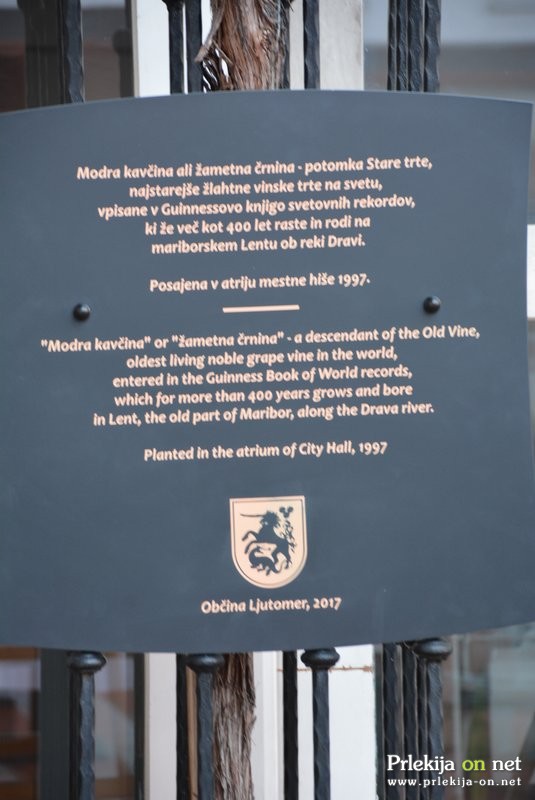 Modra kavčina ali žametna črnina - potomka Stare trte,
najstarejše žlahtne vinske trte na svetu,
vpisane v Guinnessovo knjigo svetovnih rekordov,
ki že več kot 400 let raste in rodi na
mariborskem Lentu ob reki Dravi.
Posajena v atriju mestne hiše 1997.
"Modra kavčina" or "žametna črnina" - a descendant of the Old Vine,
oldest living noble grape vine in the world,
entered in the Guinness Book of World records,
which for more than 400 years grows and bore
in Lent, the old part of Maribor, along the Drava river.
Planted in the atrium of City Hall, 1997
Občina Ljutomer, 2017
Prlekija on net
www.prlekija-on.net